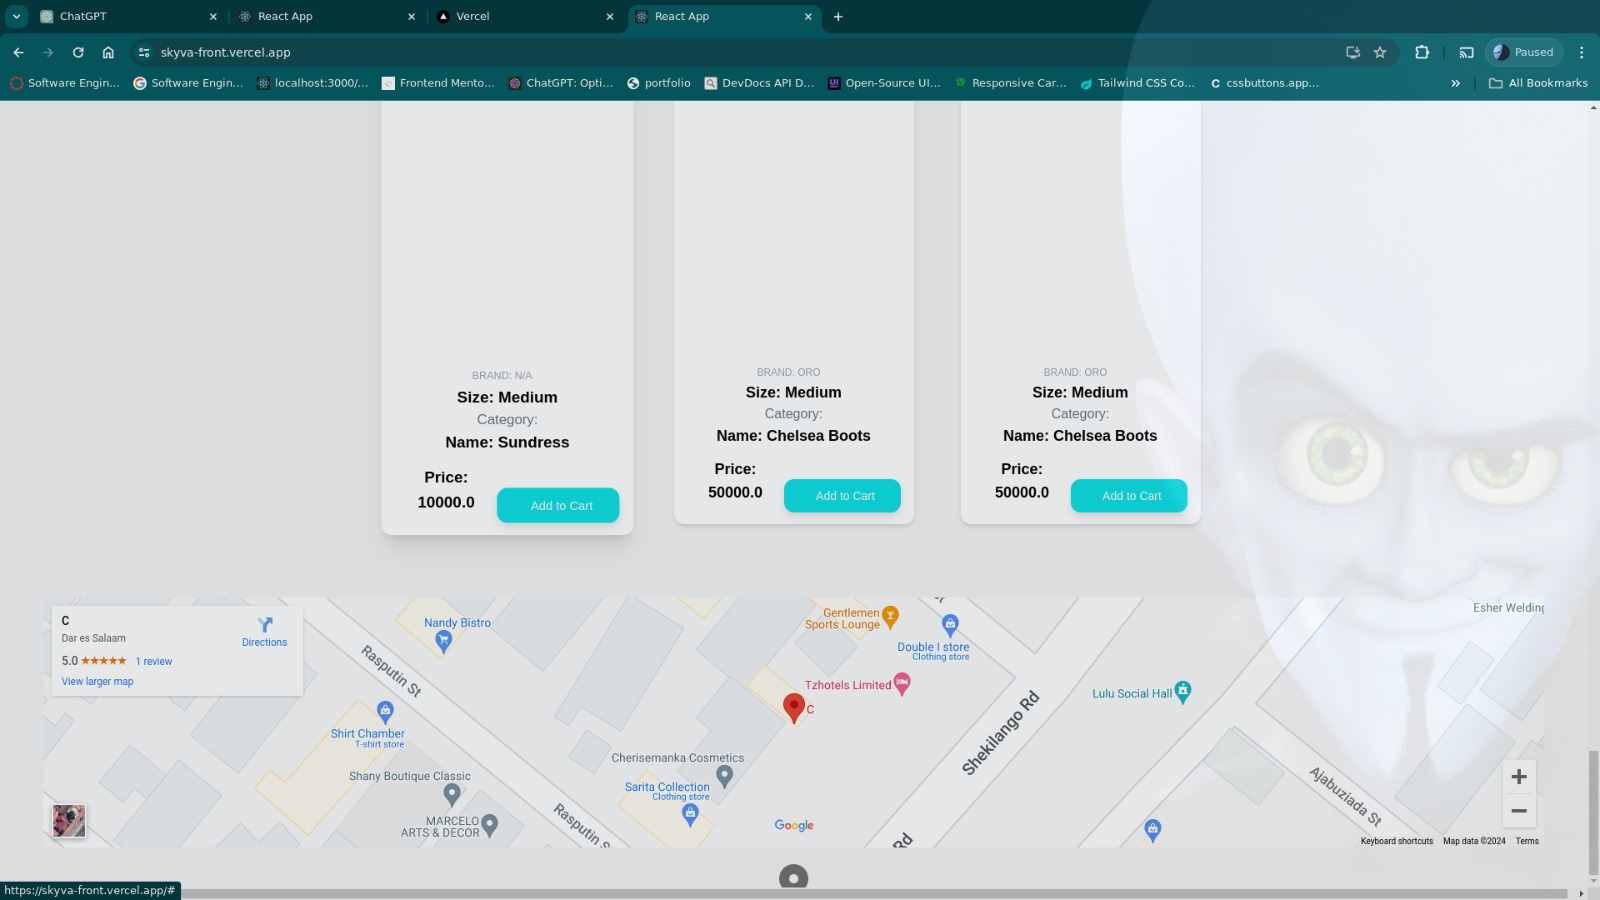 ChatGPT
React App
Vercel
React App
skyva-front.vercel.app
Paused
Software Engin...
Software Engin...
localhost:3000/...
Frontend Mento...
ChatGPT: Opti...
portfolio
DevDocs API D...
Open-Source UI...
Responsive Car...
Tailwind CSS Co...
cssbuttons.app...
All Bookmarks
BRAND: N/A
Size: Medium
Category:
Name: Sundress
Price:
10000.0
Add to Cart
BRAND: ORO
Size: Medium
Category:
Name: Chelsea Boots
Price:
50000.0
Add to Cart
BRAND: ORO
Size: Medium
Category:
Name: Chelsea Boots
Price:
50000.0
Add to Cart
C
Dar es Salaam
5.0
1 review
View larger map
Directions
Nandy Bistro
Rasputin St
Gentlemen
Sports Lounge
Double I store
Clothing store
Esher Welding
Tzhotels Limited
C
Lulu Social Hall
Shekilango Rd
Shirt Chamber
T-shirt store
Cherisemanka Cosmetics
Shany Boutique Classic
Sarita Collection
Clothing store
Ajabuziada St
MARCELO
ARTS & DECOR
Rasputin S
Google
Rd
Keyboard shortcuts
Map data ©2024
Terms
https://skyva-front.vercel.app/#